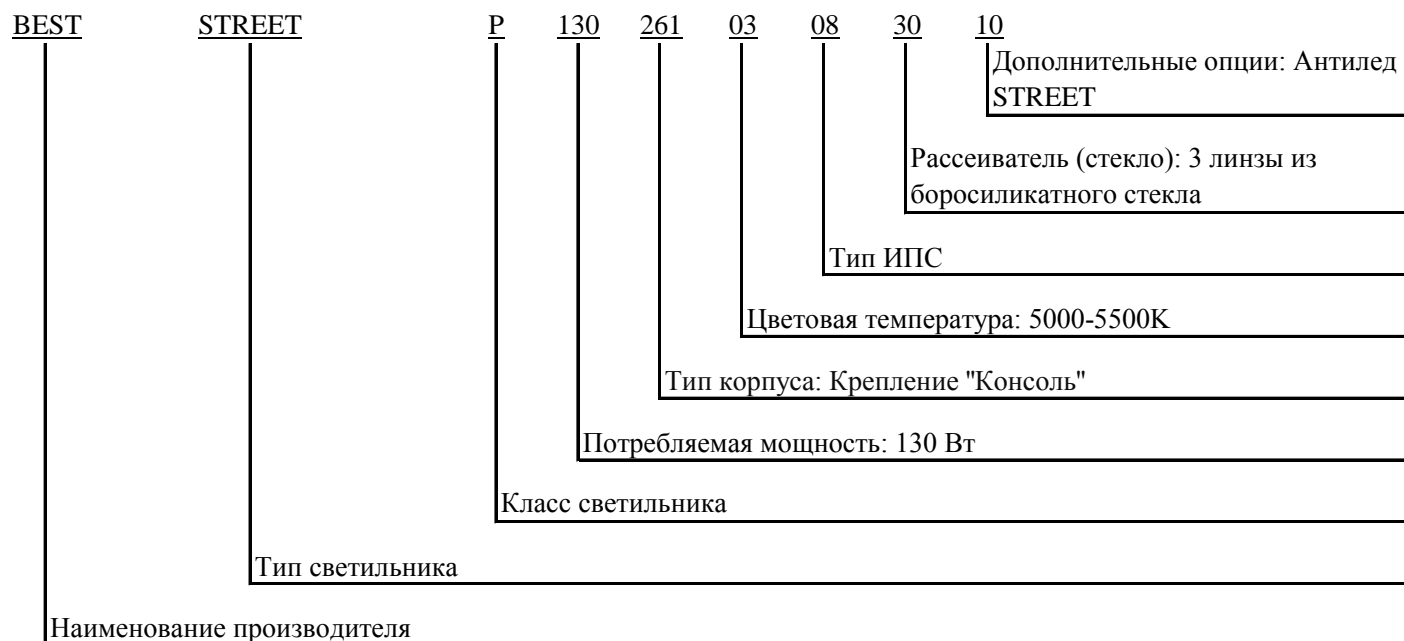 BEST STREET P 130 261 03 08 30 10
Дополнительные опции: Антилед
STREET
Рассеиватель (стекло): 3 линзы из
боросиликатного стекла
Тип ИПС
Цветовая температура: 5000-5500К
Тип корпуса: Крепление "Консоль"
Потребляемая мощность: 130 Вт
Класс светильника
Тип светильника
Наименование производителя